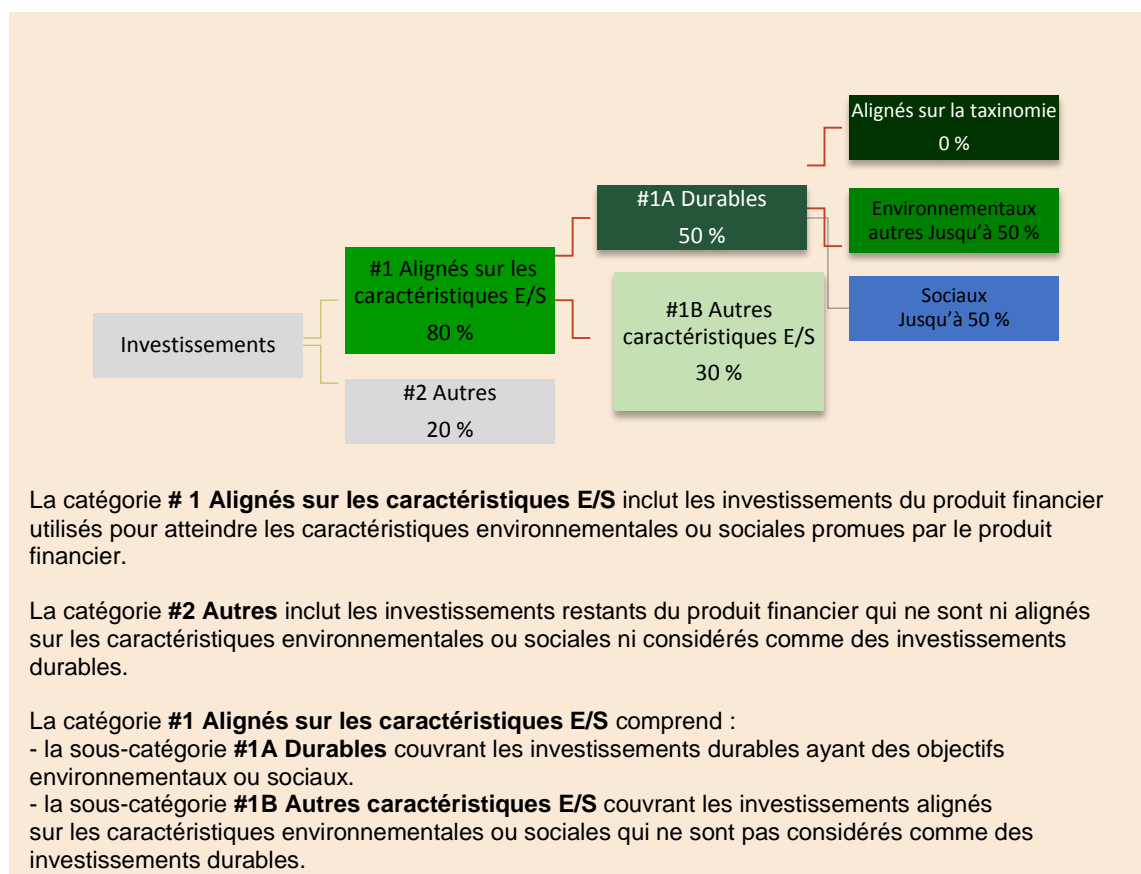 Alignés sur la taxinomie
0 %
#1A Durables
50 %
Environnementaux
autres Jusqu'à 50 %
#1 Alignés sur les
caractéristiques E/S
80 %
Sociaux
Jusqu'à 50 %
#1B Autres
caractéristiques E/S
30 %
Investissements
#2 Autres
20 %
La catégorie # 1 Alignés sur les caractéristiques E/S inclut les investissements du produit financier
utilisés pour atteindre les caractéristiques environnementales ou sociales promues par le produit
financier.
La catégorie #2 Autres inclut les investissements restants du produit financier qui ne sont ni alignés
sur les caractéristiques environnementales ou sociales ni considérés comme des investissements
durables.
La catégorie #1 Alignés sur les caractéristiques E/S comprend :
- la sous-catégorie #1A Durables couvrant les investissements durables ayant des objectifs
environnementaux ou sociaux.
- la sous-catégorie #1B Autres caractéristiques E/S couvrant les investissements alignés
sur les caractéristiques environnementales ou sociales qui ne sont pas considérés comme des
investissements durables.